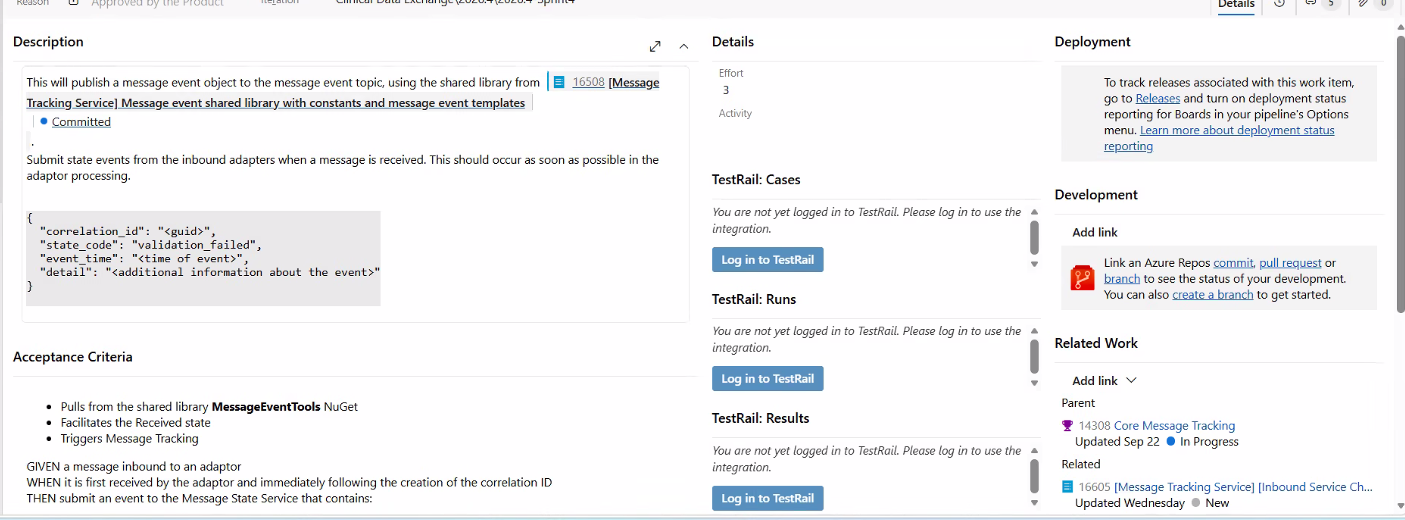 Reason Approved by the Product Iteration Clinical Data Exchange\2026.4\2026.4-Sprint4
Details 5 0
Description
This will publish a message event object to the message event topic, using the shared library from 16508 [Message
Tracking Service] Message event shared library with constants and message event templates
Committed
.
Submit state events from the inbound adapters when a message is received. This should occur as soon as possible in the
adaptor processing.
{
"correlation_id": "<guid>",
"state_code": "validation_failed",
"event_time": "<time of event>",
"detail": "<additional information about the event>"
}
Acceptance Criteria
• Pulls from the shared library MessageEventTools NuGet
• Facilitates the Received state
• Triggers Message Tracking
GIVEN a message inbound to an adaptor
WHEN it is first received by the adaptor and immediately following the creation of the correlation ID
THEN submit an event to the Message State Service that contains:
Details
Effort
3
Activity
TestRail: Cases
You are not yet logged in to TestRail. Please log in to use the
integration.
Log in to TestRail
TestRail: Runs
You are not yet logged in to TestRail. Please log in to use the
integration.
Log in to TestRail
TestRail: Results
You are not yet logged in to TestRail. Please log in to use the
integration.
Log in to TestRail
Deployment
To track releases associated with this work item,
go to Releases and turn on deployment status
reporting for Boards in your pipeline's Options
menu. Learn more about deployment status
reporting
Development
Add link
Link an Azure Repos commit, pull request or
branch to see the status of your development.
You can also create a branch to get started.
Related Work
Add link
Parent
14308 Core Message Tracking
Updated Sep 22 In Progress
Related
16605 [Message Tracking Service] [Inbound Service Ch...
Updated Wednesday New